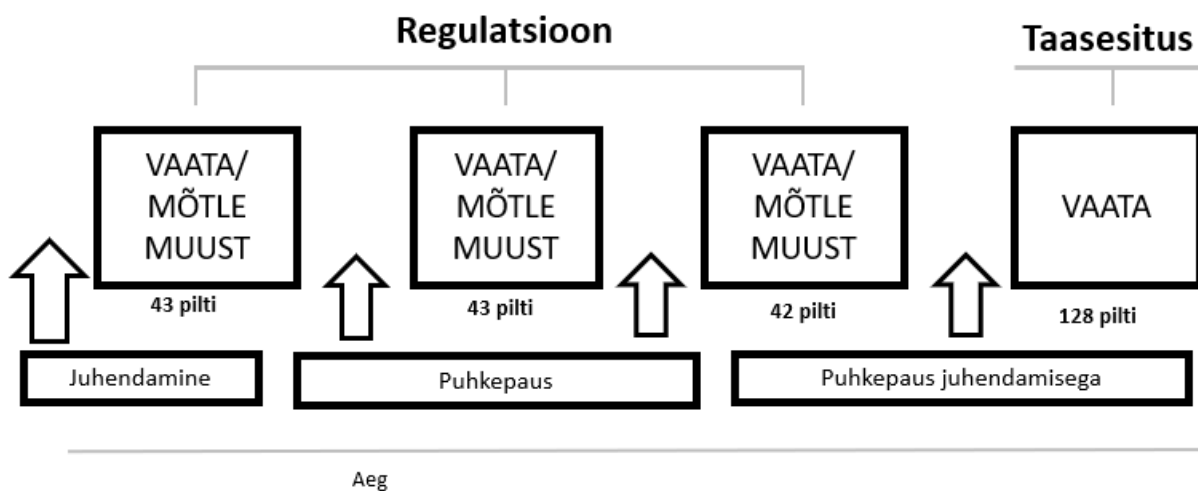 Regulatsioon
Taasesitus
VAATA/
MÕTLE
MUUST
VAATA/
MÕTLE
MUUST
VAATA/
MÕTLE
MUUST
VAATA
43 pilti
43 pilti
42 pilti
128 pilti
Juhendamine
Puhkepaus
Puhkepaus juhendamisega
Aeg